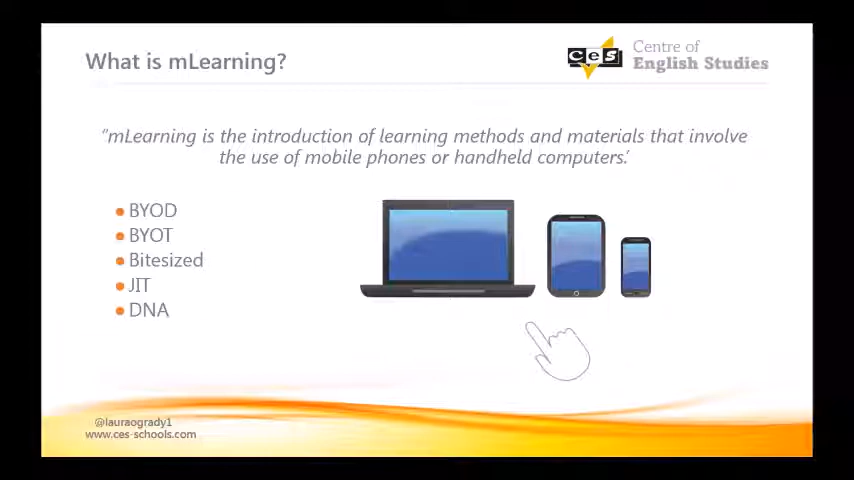 What is mLearning?
ces
Centre of
English Studies
“mLearning is the introduction of learning methods and materials that involve
the use of mobile phones or handheld computers.’
BYOD
BYOT
Bitesized
JIT
DNA
@lauraogrady1
www.ces-schools.com